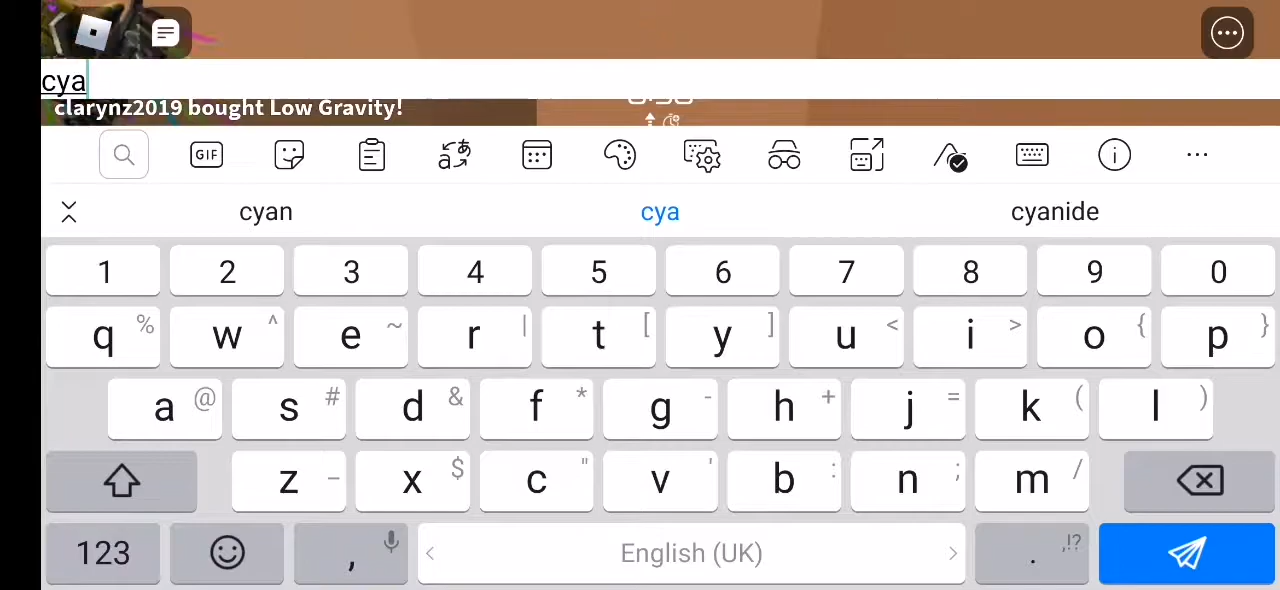 cya
clarynz2019 bought Low Gravity!
GIF
cyan cya cyanide
1 2 3 4 5 6 7 8 9 0
q % w ^ e ~ r | t [ y ] u < i > o { p }
a @ s # d & f * g - h + j = k ( l )
z _ x $ c " v ' b : n ; m /
123 , < English (UK) > . ,!?